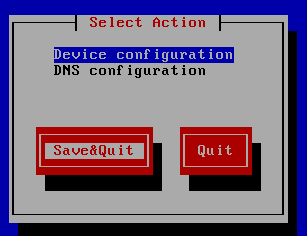 Select Action
Device configuration
DNS configuration
Save&Quit Quit